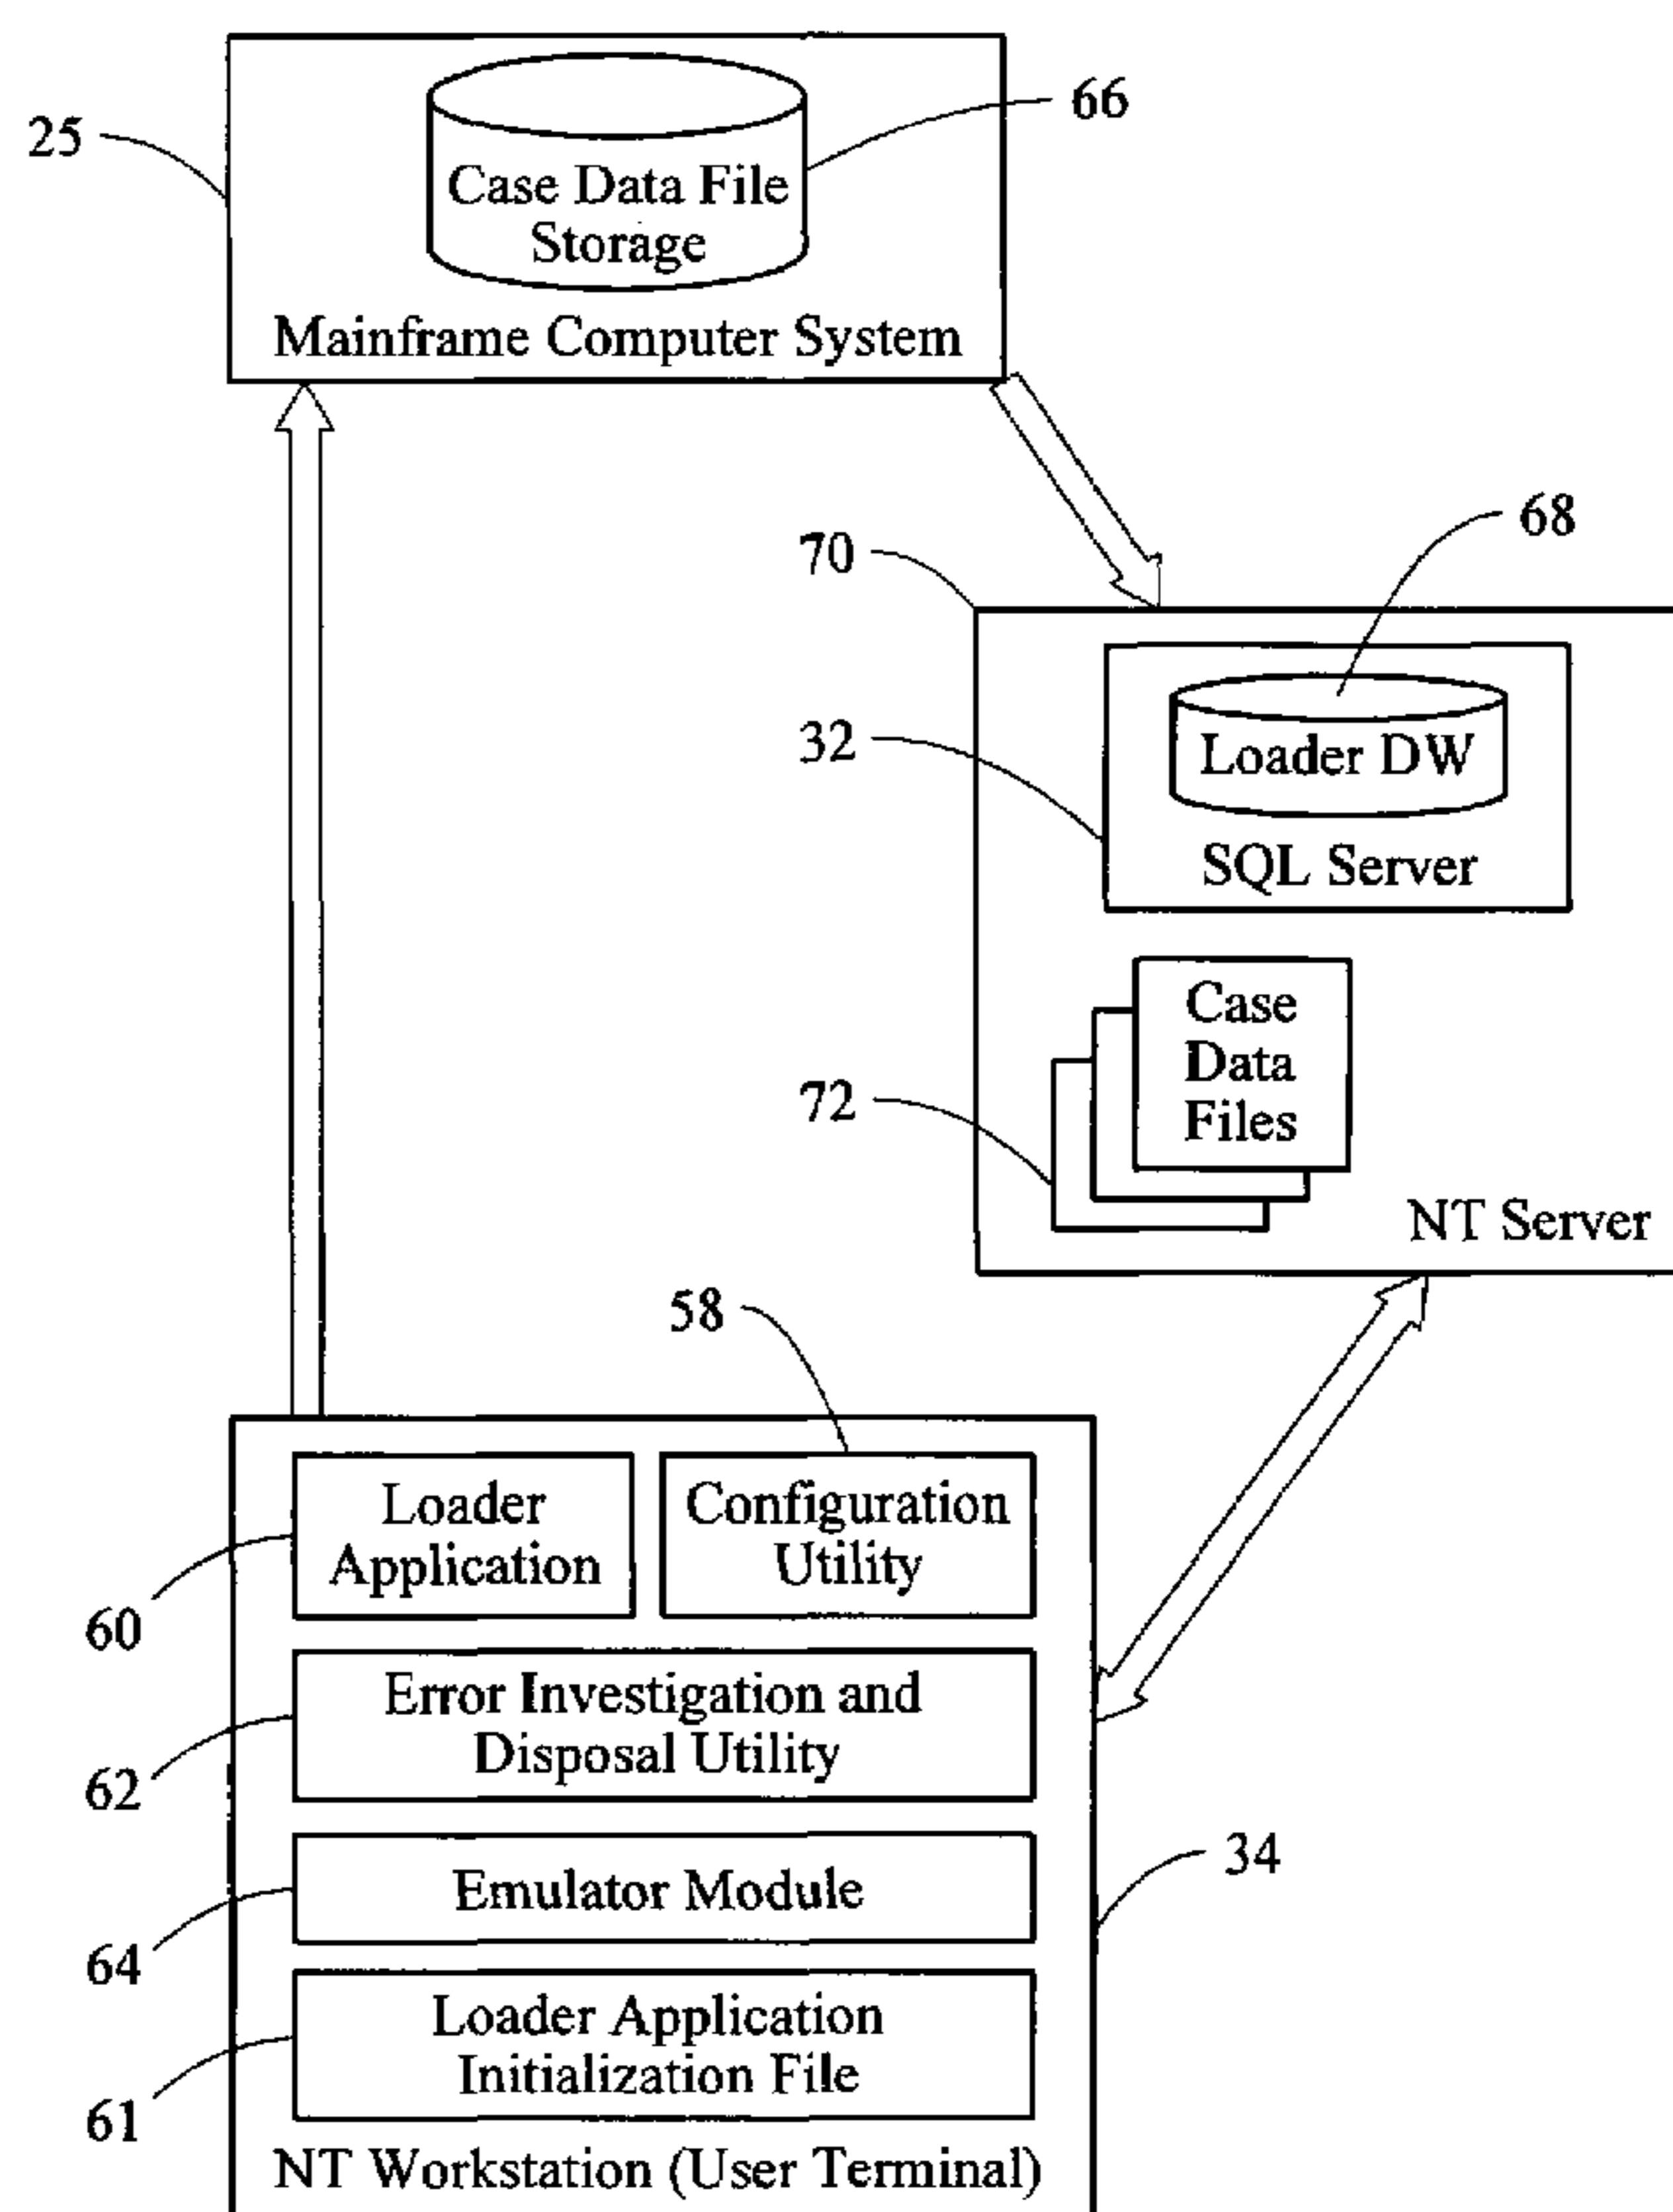 25
66
Case Data File
Storage
Mainframe Computer System
70
68
32
Loader DW
SQL Server
Case
Data
Files
72
NT Server
58
Loader
Application
Configuration
Utility
60
Error Investigation and
Disposal Utility
62
Emulator Module
34
64
Loader Application
Initialization File
61
NT Workstation (User Terminal)